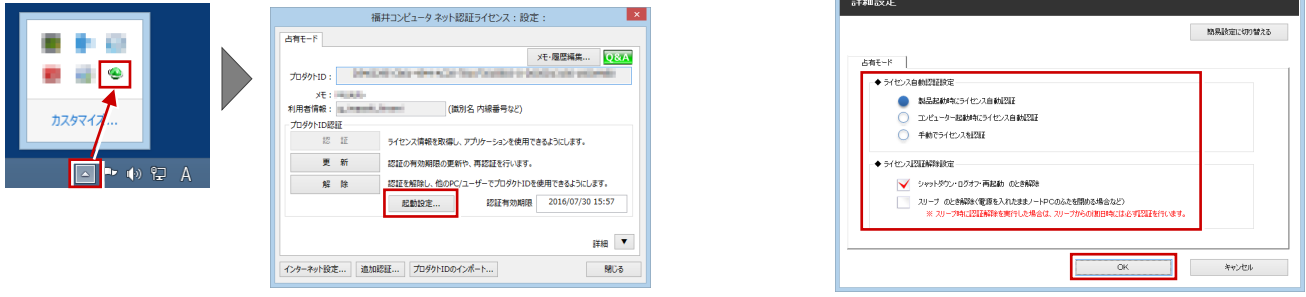 カスタマイズ...
A
福井コンピュータ ネット認証ライセンス：設定：
占有モード
メモ・履歴編集...
Q&A
プロダクトID：
メモ：
利用者情報：
(識別名 内線番号など)
プロダクトID認証
認 証
ライセンス情報を取得し、アプリケーションを使用できるようにします。
更 新
認証の有効期限の更新や、再認証を行います。
解 除
認証を解除し、他のPC/ユーザーでプロダクトIDを使用できるようにします。
起動設定...
認証有効期限
2016/07/30 15:57
詳細
インターネット設定...
追加認証...
プロダクトIDのインポート...
閉じる
詳細設定
簡易設定に切り替える
占有モード
◆ ライセンス自動認証設定
製品起動時にライセンス自動認証
コンピューター起動時にライセンス自動認証
手動でライセンスを認証
◆ ライセンス認証解除設定
シャットダウン・ログオフ・再起動 のとき解除
スリープ のとき解除(電源を入れたままノートPCのふたを閉める場合など)
※ スリープ時に認証解除を実行した場合は、スリープからの復旧時には必ず認証を行います。
OK
キャンセル